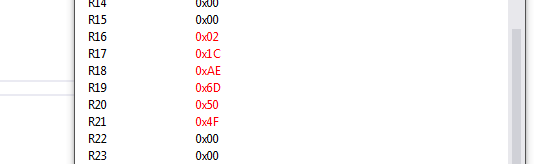 R14 0x00
R15 0x00
R16 0x02
R17 0x1C
R18 0xAE
R19 0x6D
R20 0x50
R21 0x4F
R22 0x00
R23 0x00